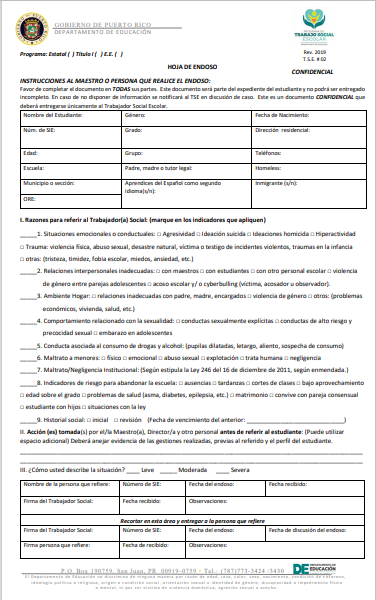 GOBIERNO DE PUERTO RICO
DEPARTAMENTO DE EDUCACIÓN
TRABAJO SOCIAL
ESCOLAR
Programa: Estatal ( ) Título I ( ) E.E. ( )
Rev. 2019
T.S.E. # 02
HOJA DE ENDOSO
CONFIDENCIAL
INSTRUCCIONES AL MAESTRO O PERSONA QUE REALICE EL ENDOSO:
Favor de completar el documento en TODAS sus partes. Este documento será parte del expediente del estudiante y no podrá ser entregado
incompleto. En caso de no disponer de información se notificará al TSE en discusión de caso. Este es un documento CONFIDENCIAL que
deberá entregarse únicamente al Trabajador Social Escolar.
Nombre del Estudiante: Género: Fecha de Nacimiento:
Núm. de SIE: Grado: Dirección residencial:
Edad: Grupo: Teléfonos:
Escuela: Padre, madre o tutor legal: Homeless:
Municipio o sección: Aprendices del Español como segundo Inmigrante (s/n):
idioma(s/n):
ORE:
I. Razones para referir al Trabajador(a) Social: (marque en los indicadores que apliquen)
_____1. Situaciones emocionales o conductuales: □ Agresividad □ Ideación suicida □ Ideaciones homicida □ Hiperactividad
□ Trauma: violencia física, abuso sexual, desastre natural, víctima o testigo de incidentes violentos, traumas en la infancia
□ otras: (tristeza, timidez, fobia escolar, miedos, ansiedad, etc.)
_____2. Relaciones interpersonales inadecuadas: □ con maestros □ con estudiantes □ con otro personal escolar □ violencia
de género entre parejas adolescentes □ acoso escolar y/ o cyberbulling (víctima, acosador u observador).
_____3. Ambiente Hogar: □ relaciones inadecuadas con padre, madre, encargados □ violencia de género □ otros: (problemas
económicos, vivienda, salud, etc.)
_____4. Comportamiento relacionado con la sexualidad: □ conductas sexualmente explícitas □ conductas de alto riesgo y
precocidad sexual □ embarazo en adolescentes
_____5. Conducta asociada al consumo de drogas y alcohol: (pupilas dilatadas, letargo, aliento, sospecha de consumo)
_____6. Maltrato a menores: □ físico □ emocional □ abuso sexual □ explotación □ trata humana □ negligencia
_____7. Maltrato/Negligencia Institucional: (Según estipula la Ley 246 del 16 de diciembre de 2011, según enmendada.)
_____8. Indicadores de riesgo para abandonar la escuela: □ ausencias □ tardanzas □ cortes de clases □ bajo aprovechamiento
□ edad sobre el grado □ problemas de salud (asma, diabetes, epilepsia, etc.) □ matrimonio □ convive con pareja consensual
□ estudiante con hijos □ situaciones con la ley
_____9. Historial social: □ inicial □ revisión (Fecha de vencimiento del anterior: ____________________)
II. Acción (es) tomada(s) por el/la Maestro(a), Director/a y otro personal antes de referir al estudiante: (Puede utilizar
espacio adicional) Deberá anejar evidencias de las gestiones realizadas, previas al referido y el perfil del estudiante.
III. ¿Cómo usted describe la situación? ____ Leve ____ Moderada ____ Severa
Nombre de la persona que refiere: Número de SIE: Fecha del endoso: Fecha recibido:
Firma del Trabajador Social: Fecha recibido: Observaciones:
Recortar en esta área y entregar a la persona que refiere
Firma del Trabajador Social: Número de SIE: Fecha del endoso: Fecha de discusión del endoso:
Firma persona que refiere: Fecha de recibido: Observaciones:
P.O. Box 190759, San Juan, PR 00919-0759 • Tel.: (787)773-3424 /3430
DE DEPARTAMENTO DE
EDUCACIÓN
El Departamento de Educación no discrimina de ninguna manera por razón de edad, raza, color, sexo, nacimiento, condición de veterano,
ideología política o religiosa, origen o condición social, orientación sexual o identidad de género, discapacidad o impedimento físico o
mental; ni por ser víctima de violencia doméstica, agresión sexual o acecho.